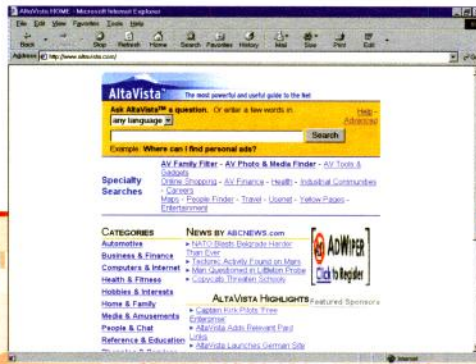 AltaVista HOME - Microsoft Internet Explorer
File Edit View Favorites Tools Help
Back Stop Refresh Home Search Favorites History Mail Size Print Edit
Address http://www.altavista.com/
AltaVista™ The most powerful and useful guide to the Net
Ask AltaVista™ a question. Or enter a few words in
Help -
any language
Advanced
Search
Example: Where can I find personal ads?
AV Family Filter - AV Photo & Media Finder - AV Tools &
Gadgets
Specialty Searches
Online Shopping - AV Finance - Health - Industrial Communities
- Careers
Maps - People Finder - Travel - Usenet - Yellow Pages -
Entertainment
CATEGORIES
Automotive
Business & Finance
Computers & Internet
Health & Fitness
Hobbies & Interests
Home & Family
Media & Amusements
People & Chat
Reference & Education
NEWS BY ABCNEWS.com
NATO Blasts Belgrade Harder
Than Ever
Tectonic Activity Found on Mars
Man Questioned in Littleton Probe
Copycats Threaten Schools
ALTAVISTA HIGHLIGHTS
Captain Kirk Pilots 'Free
Enterprise'
AltaVista Adds Relevant Paid
Links
AltaVista Launches German Site
ADWIPER
Click to Register
Featured Sponsors
Internet